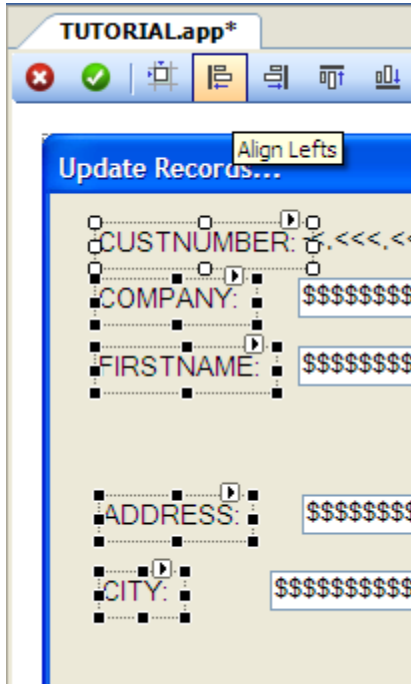 TUTORIAL.app*
Align Lefts
Update Records...
CUSTNUMBER: <.<<<.<
COMPANY: $$$$$$$$
FIRSTNAME: $$$$$$$$
ADDRESS: $$$$$$$$
CITY: $$$$$$$$$$